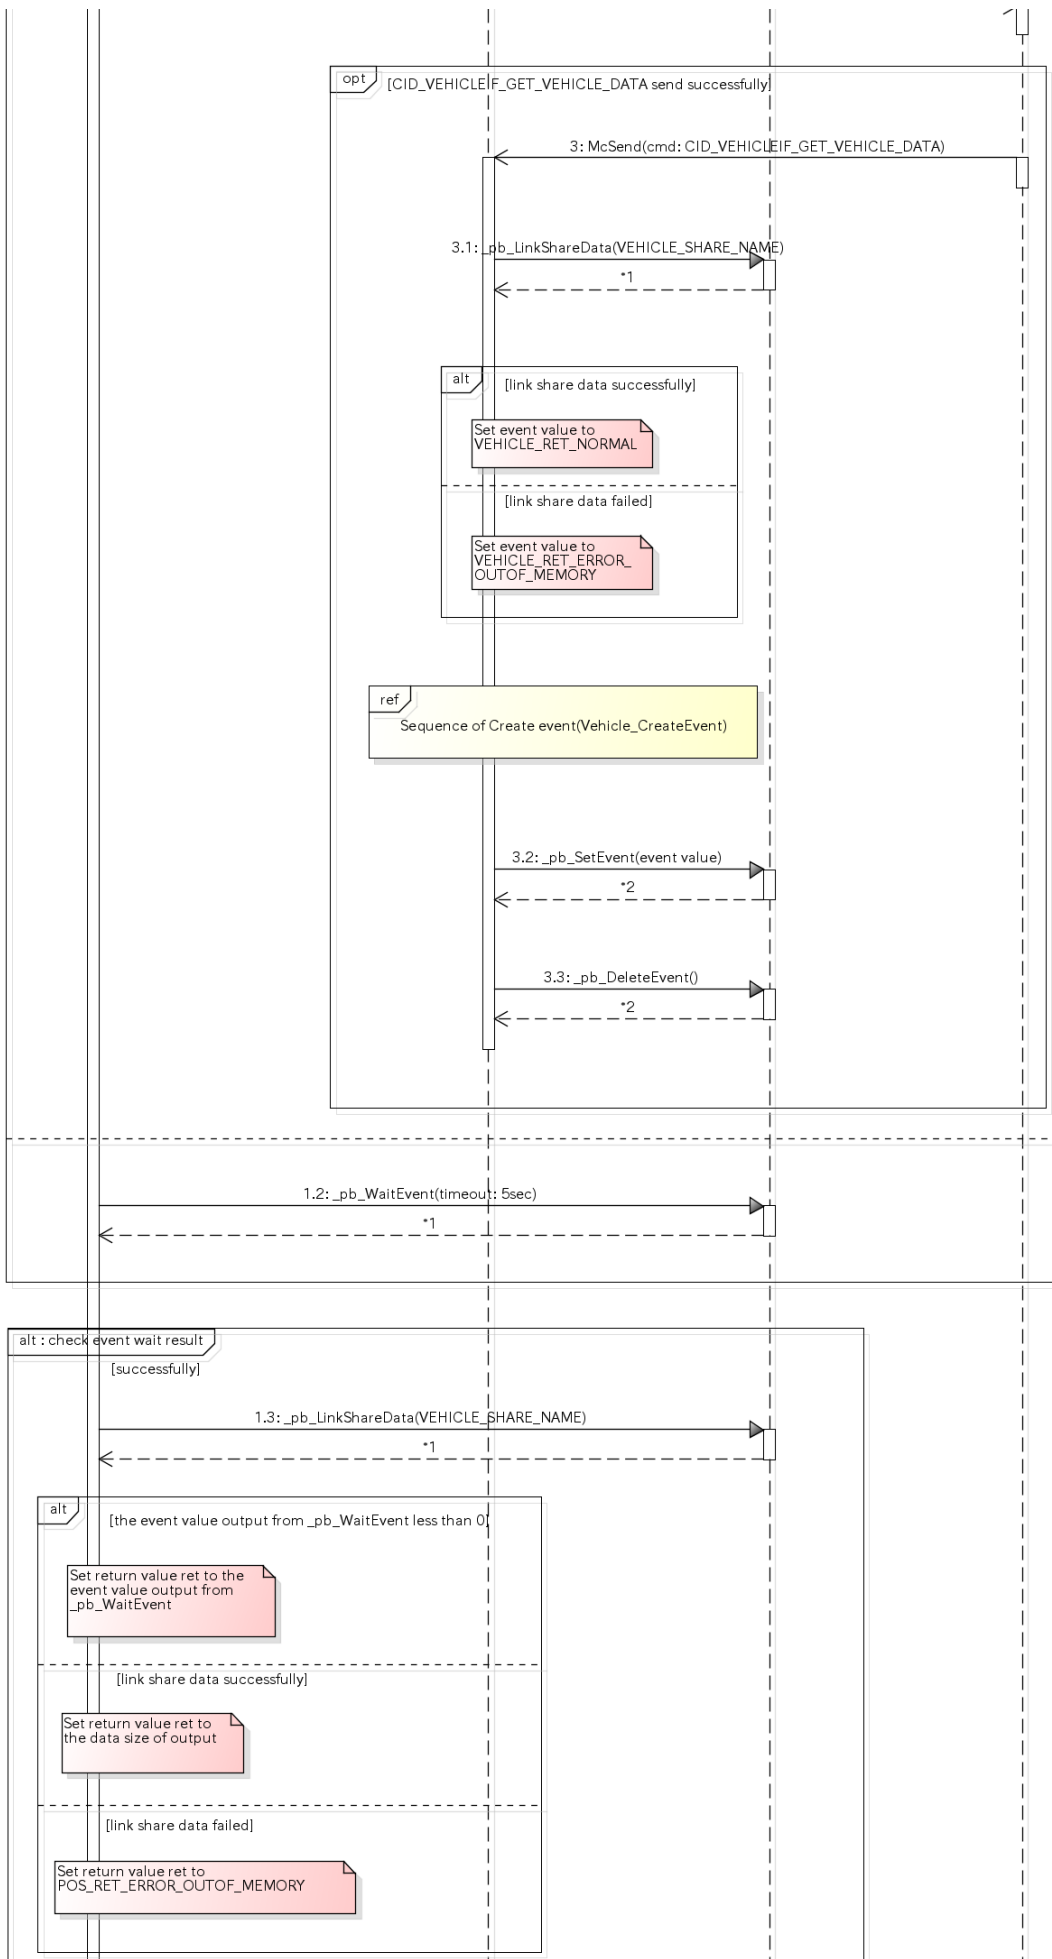 opt
[CID_VEHICLEIF_GET_VEHICLE_DATA send successfully]
3: McSend(cmd: CID_VEHICLEIF_GET_VEHICLE_DATA)
3.1: _pb_LinkShareData(VEHICLE_SHARE_NAME)
*1
alt
[link share data successfully]
Set event value to
VEHICLE_RET_NORMAL
[link share data failed]
Set event value to
VEHICLE_RET_ERROR_
OUTOF_MEMORY
ref
Sequence of Create event(Vehicle_CreateEvent)
3.2: _pb_SetEvent(event value)
*2
3.3: _pb_DeleteEvent()
*2
1.2: _pb_WaitEvent(timeout: 5sec)
*1
alt : check event wait result
[successfully]
1.3: _pb_LinkShareData(VEHICLE_SHARE_NAME)
*1
alt
[the event value output from _pb_WaitEvent less than 0]
Set return value ret to the
event value output from
_pb_WaitEvent
[link share data successfully]
Set return value ret to
the data size of output
[link share data failed]
Set return value ret to
POS_RET_ERROR_OUTOF_MEMORY